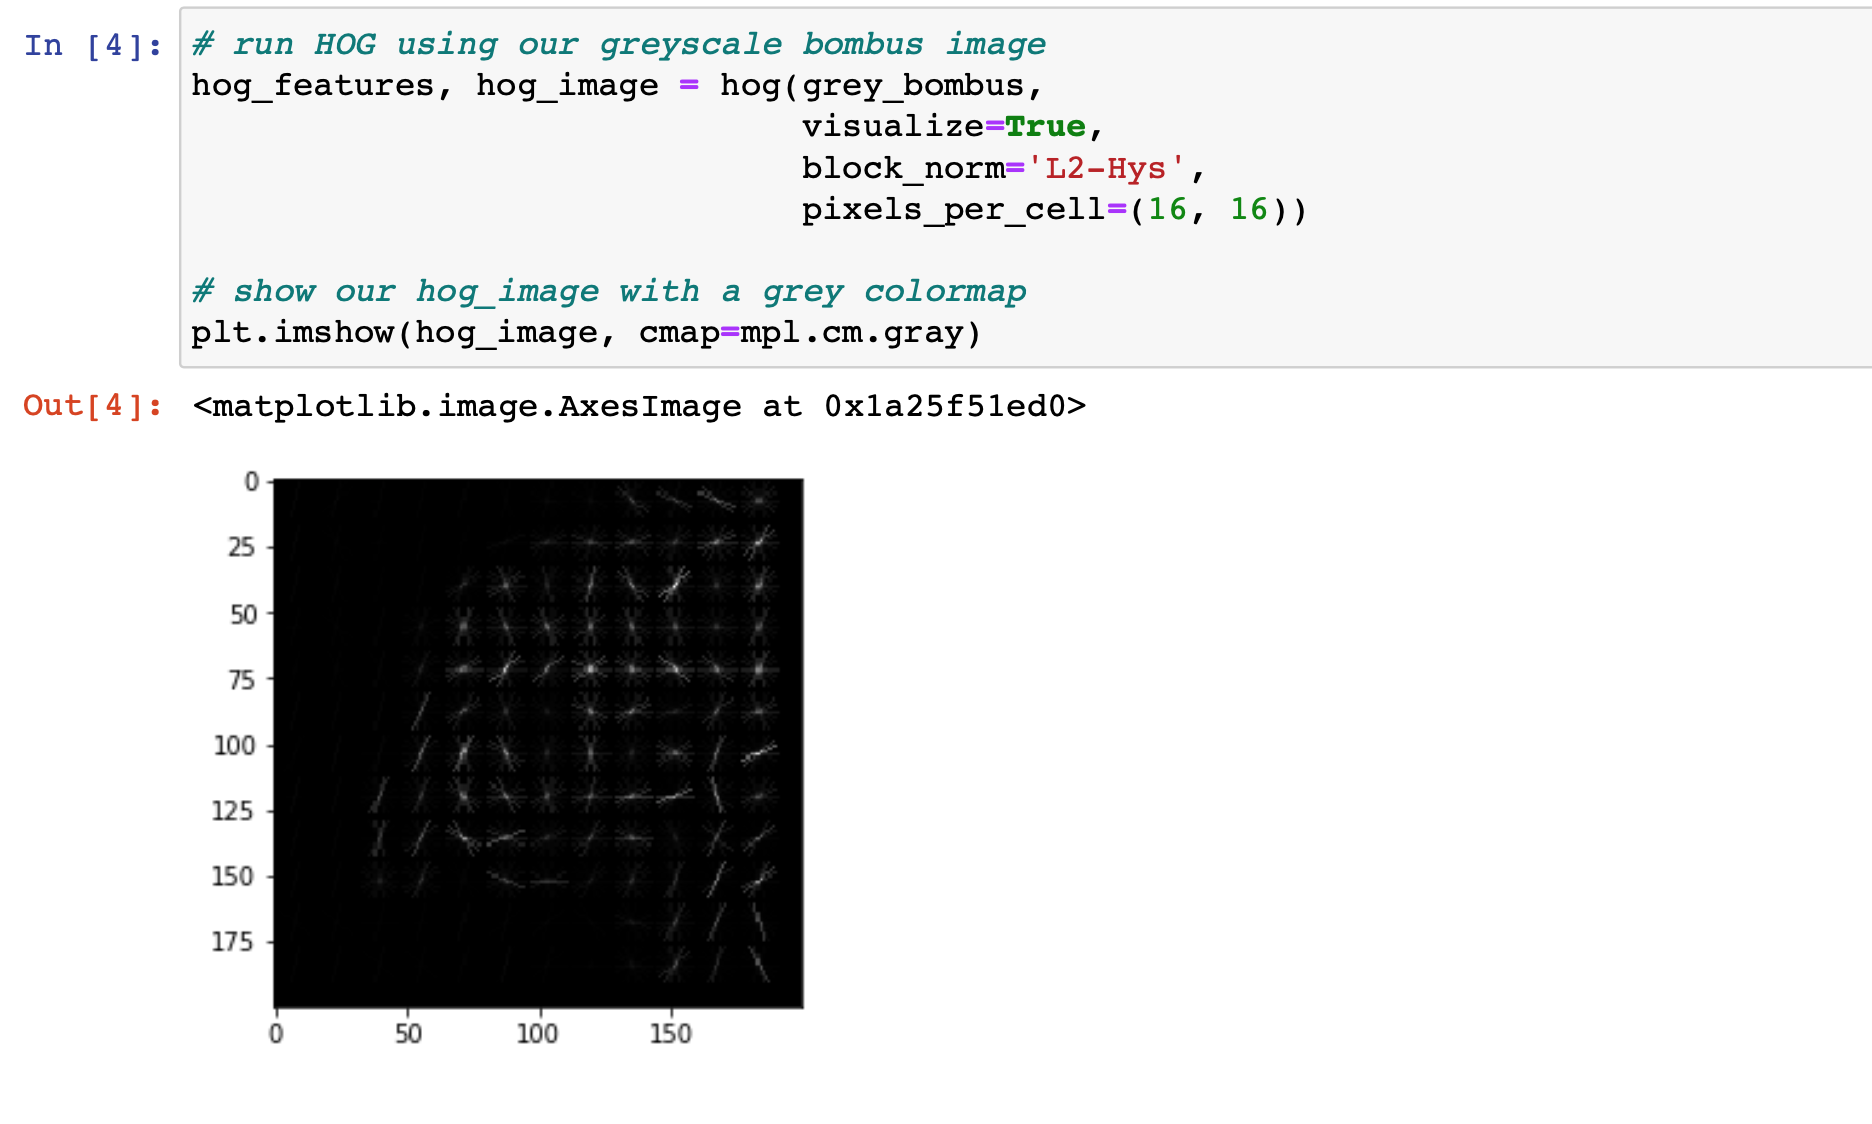 In [4]: # run HOG using our greyscale bombus image
hog_features, hog_image = hog(grey_bombus,
visualize=True,
block_norm='L2-Hys',
pixels_per_cell=(16, 16))
# show our hog_image with a grey colormap
plt.imshow(hog_image, cmap=mpl.cm.gray)
Out[4]: <matplotlib.image.AxesImage at 0x1a25f51ed0>
0
25
50
75
100
125
150
175
0 50 100 150